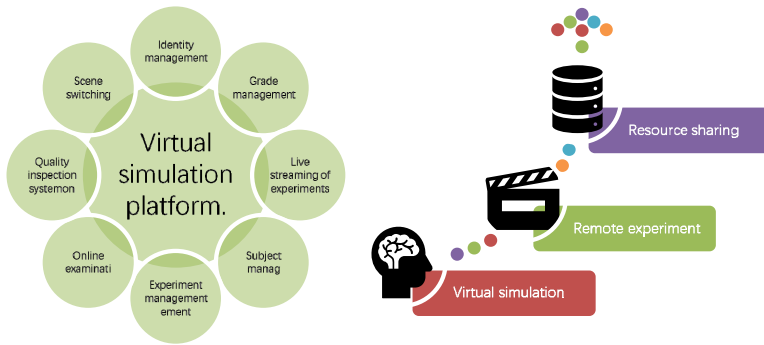 Identity
management
Grade
management
Live
streaming of
experiments
Subject
manag
Experiment
management
ement
Online
examinati
Quality
inspection
systemon
Scene
switching
Virtual
simulation
platform.
Resource sharing
Remote experiment
Virtual simulation